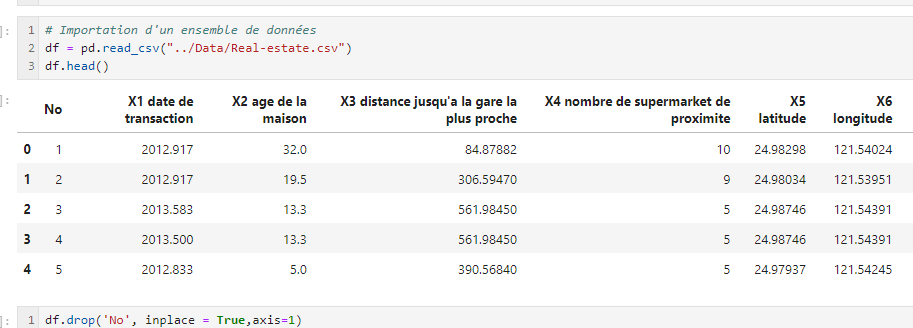 ]: 1 # Importation d'un ensemble de données
2 df = pd.read_csv("../Data/Real-estate.csv")
3 df.head()
]:
No X1 date de transaction X2 age de la maison X3 distance jusqu'a la gare la plus proche X4 nombre de supermarket de proximite X5 latitude X6 longitude
0 1 2012.917 32.0 84.87882 10 24.98298 121.54024
1 2 2012.917 19.5 306.59470 9 24.98034 121.53951
2 3 2013.583 13.3 561.98450 5 24.98746 121.54391
3 4 2013.500 13.3 561.98450 5 24.98746 121.54391
4 5 2012.833 5.0 390.56840 5 24.97937 121.54245
]: 1 df.drop('No', inplace = True,axis=1)